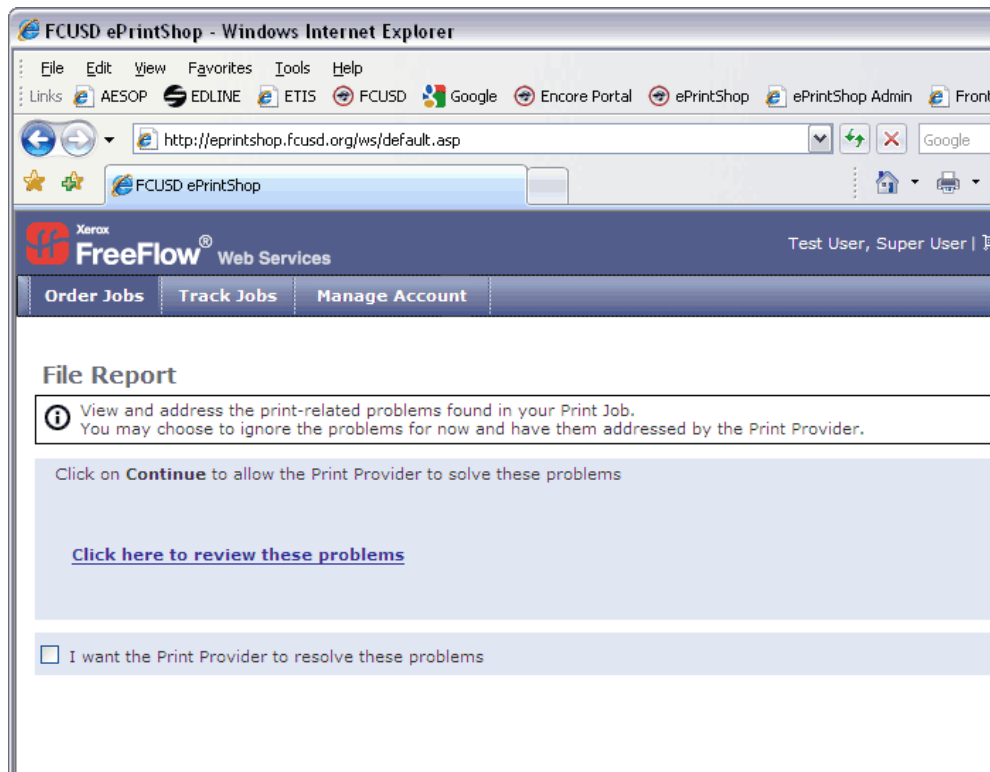 FCUSD ePrintShop - Windows Internet Explorer
File Edit View Favorites Tools Help
Links AESOP EDLINE ETIS FCUSD Google Encore Portal ePrintShop ePrintShop Admin Front
http://eprintshop.fcusd.org/ws/default.asp Google
FCUSD ePrintShop
Xerox
FreeFlow® Web Services
Test User, Super User |
Order Jobs Track Jobs Manage Account
File Report
View and address the print-related problems found in your Print Job.
You may choose to ignore the problems for now and have them addressed by the Print Provider.
Click on Continue to allow the Print Provider to solve these problems
Click here to review these problems
I want the Print Provider to resolve these problems